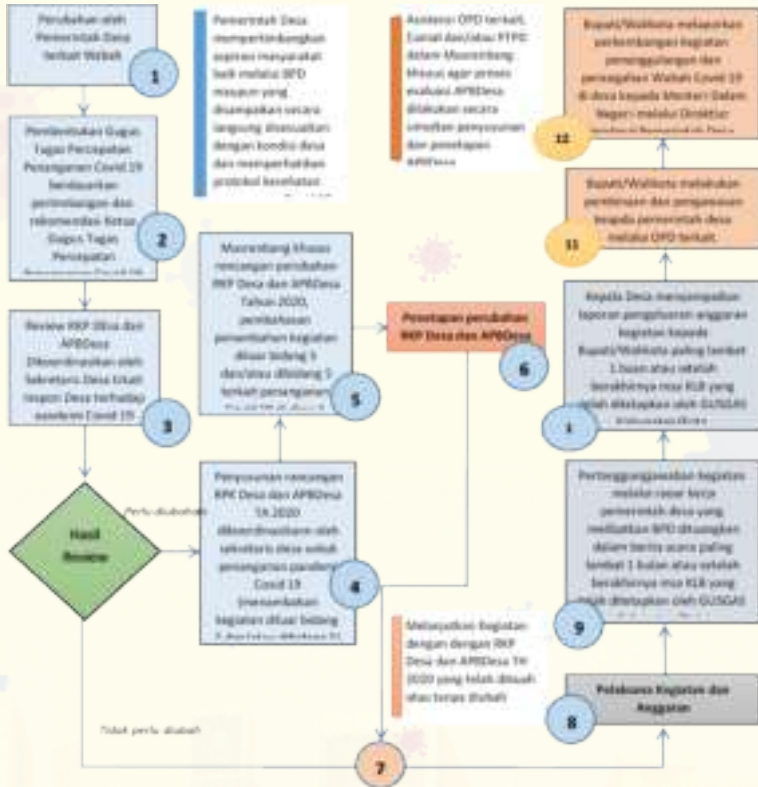 Perubahan oleh
Pemerintah Desa
terkait Wabah
1
Pembentukan Gugus
Tugas Percepatan
Penanganan Covid 19
berdasarkan
pertimbangan dan
rekomendasi Ketua
Gugus Tugas
Percepatan
2
Review RKP Desa dan
APBDesa
Dikoordinasikan oleh
Sekretaris Desa
respon Desa terhadap
pandemi Covid 19
3
Hasil
Review
Perlu diubah
Tidak perlu diubah
Penyusunan rancangan
RPK Desa dan APBDesa
TA 2020
dikoordinasikan oleh
sekretaris desa untuk
penanganan pandemi
Covid 19
(menambahkan
kegiatan diluar bidang
4
Musrenbang khusus
rancangan perubahan
RKP Desa dan APBDesa
Tahun 2020,
pembahasan
penambahan kegiatan
diluar bidang 5
dan/atau dibidang 5
terkait penanganan
5
Pemerintah Desa
mempertimbangkan
aspirasi masyarakat
baik melalui BPD
maupun yang
disampaikan secara
langsung disesuaikan
dengan kondisi desa
dan memperhatikan
protokol kesehatan
Asistensi OPD terkait,
Camat dan/atau PTPD
dalam Musrenbang
khusus agar proses
evaluasi APBDesa
dilakukan secara
simultan penyusunan
dan penetapan
APBDesa
Penetapan perubahan
RKP Desa dan APBDesa
6
7
Melanjutkan Kegiatan
dengan dengan RKP
Desa dan APBDesa TH
2020 yang telah
atau tanpa diubah
Pelaksana Kegiatan dan
Anggaran
8
Pertanggungjawaban kegiatan
melalui rapat kerja
pemerintah desa yang
melibatkan BPD dituangkan
dalam berita acara paling
lambat 1 bulan atau setelah
berakhirnya masa KLB yang
telah ditetapkan oleh GUSGAS
9
Kepala Desa menyampaikan
laporan pengeluaran anggaran
kegiatan kepada
Bupati/Walikota paling lambat
1 bulan atau setelah
berakhirnya masa KLB yang
telah ditetapkan oleh GUSGAS
1
Bupati/Walikota melakukan
pembinaan dan pengawasan
kepada pemerintah desa
melalui OPD terkait.
11
Bupati/Walikota melaporkan
perkembangan kegiatan
penanggulangan dan
pencegahan Wabah Covid 19
di desa kepada Menteri Dalam
Negeri melalui Direktur
12